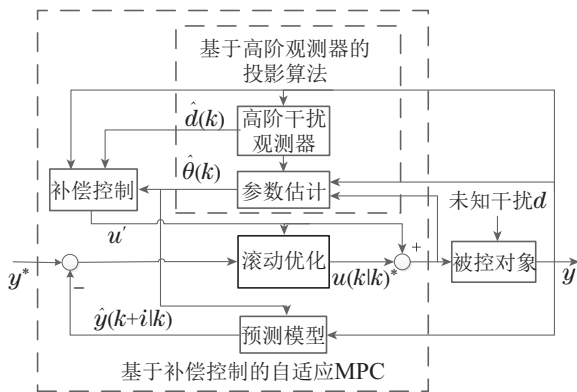 基于高阶观测器的
投影算法
d̂(k)
高阶干扰
观测器
θ̂(k)
补偿控制
参数估计
未知干扰d
u′
+
滚动优化
u(k|k)*
被控对象
y*
y
−
ŷ(k+i|k)
预测模型
基于补偿控制的自适应MPC